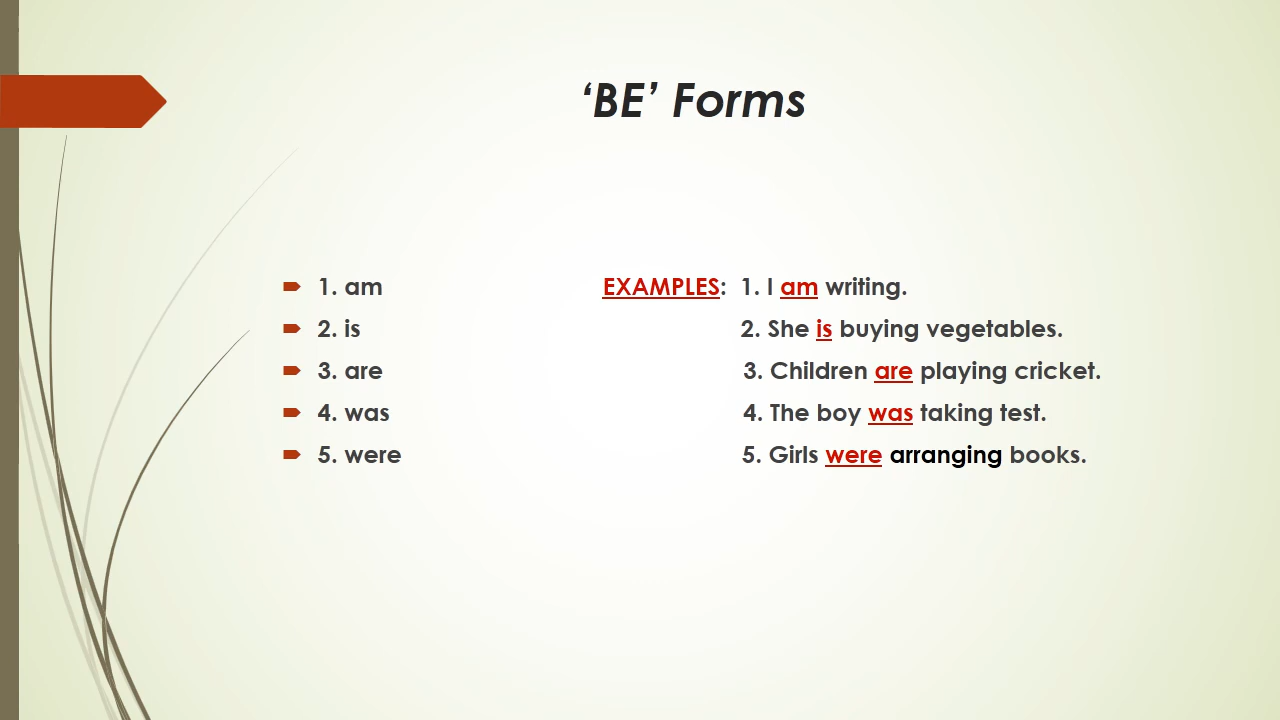 ‘BE’ Forms
1. am EXAMPLES: 1. I am writing.
2. is 2. She is buying vegetables.
3. are 3. Children are playing cricket.
4. was 4. The boy was taking test.
5. were 5. Girls were arranging books.